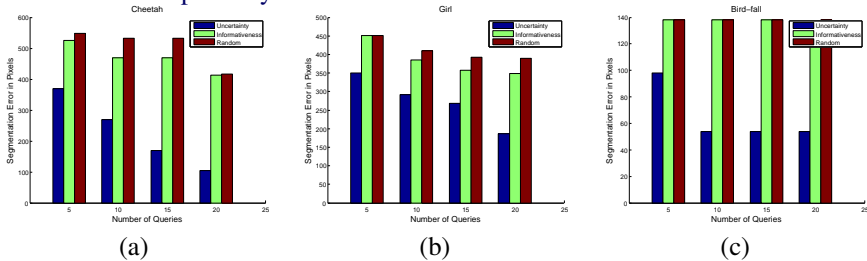 Cheetah
600
500
400
300
200
100
0
Segmentation Error in Pixels
Uncertainty
Informativeness
Random
5 10 15 20 25
Number of Queries
(a)
Girl
500
450
400
350
300
250
200
150
100
50
0
Segmentation Error in Pixels
Uncertainty
Informativeness
Random
5 10 15 20 25
Number of Queries
(b)
Bird−fall
140
120
100
80
60
40
20
0
Segmentation Error in Pixels
Uncertainty
Informativeness
Random
5 10 15 20 25
Number of Queries
(c)